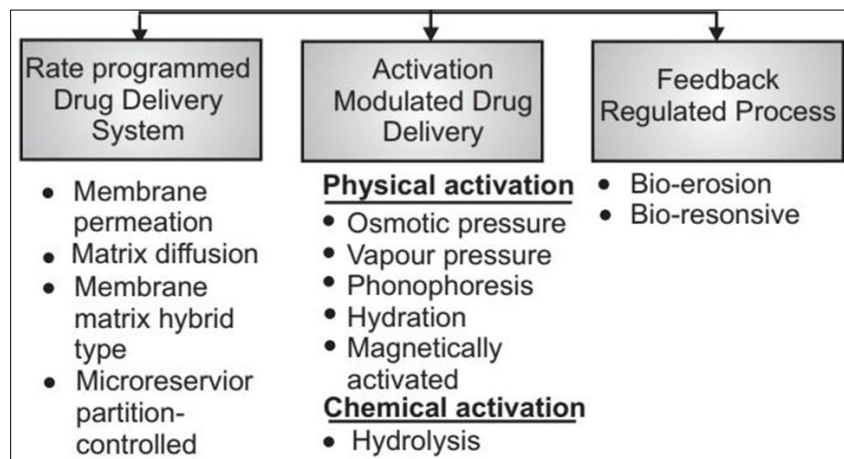 Rate programmed
Drug Delivery
System
Activation
Modulated Drug
Delivery
Feedback
Regulated Process
• Membrane
permeation
• Matrix diffusion
• Membrane
matrix hybrid
type
• Microreservior
partition-
controlled
Physical activation
• Osmotic pressure
• Vapour pressure
• Phonophoresis
• Hydration
• Magnetically
activated
Chemical activation
• Hydrolysis
• Bio-erosion
• Bio-resonsive